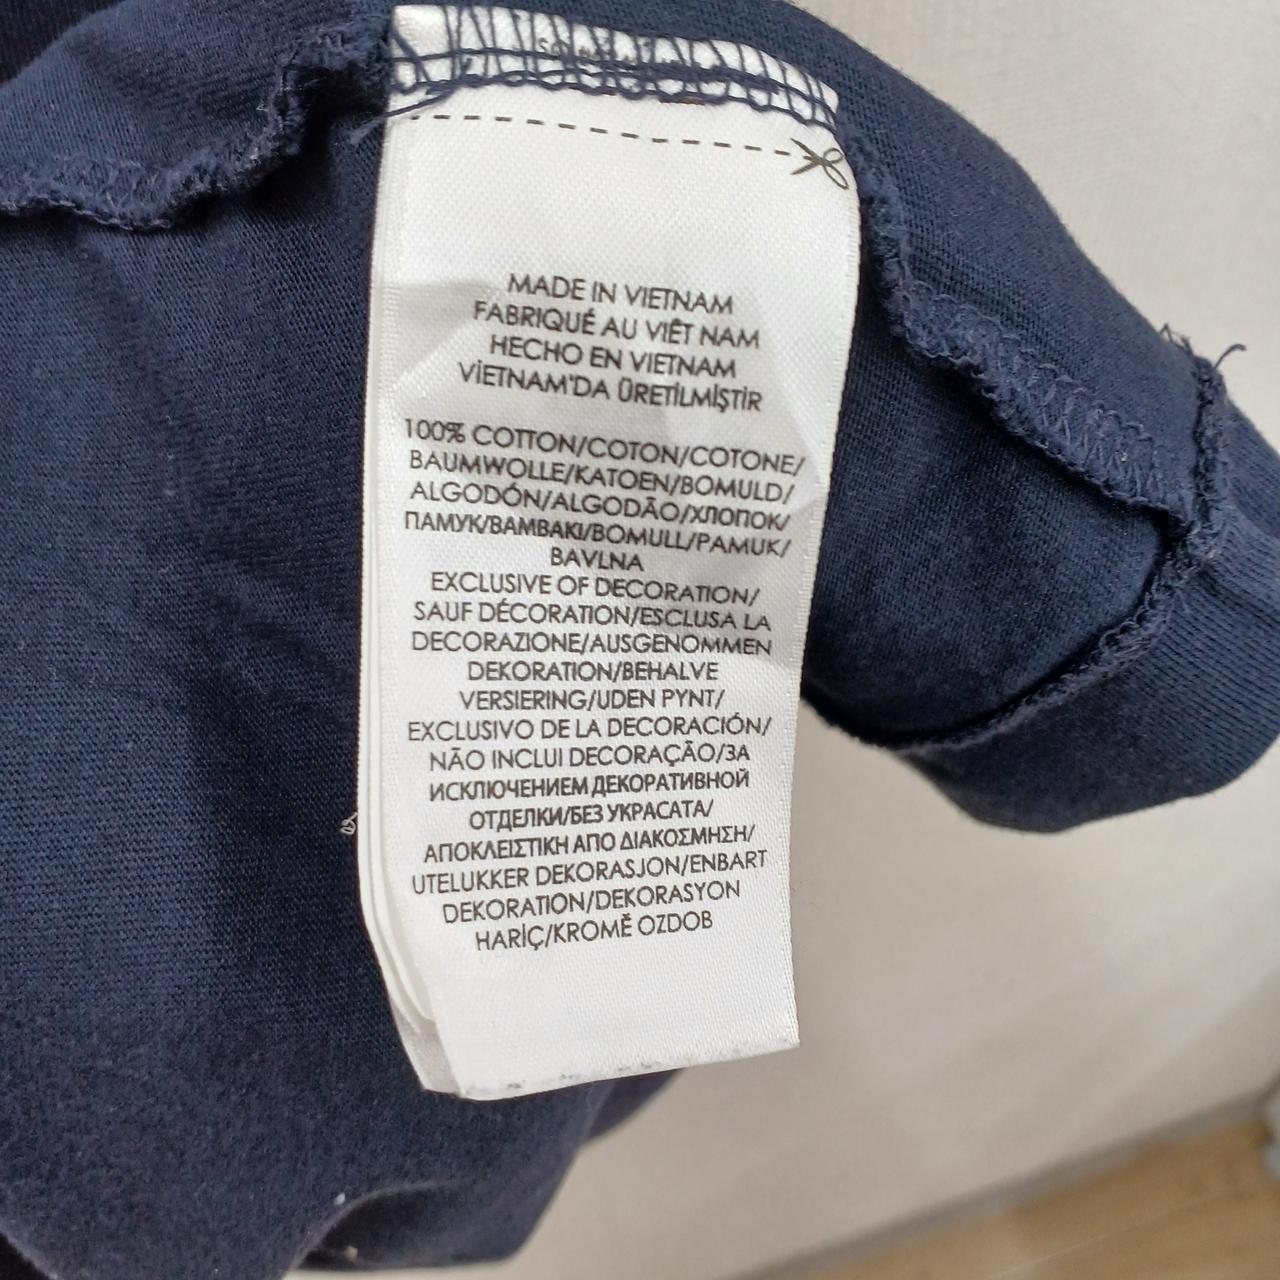 MADE IN VIETNAM
FABRIQUÉ AU VIÊT NAM
HECHO EN VIETNAM
VİETNAM'DA ÜRETİLMİŞTİR
100% COTTON/COTON/COTONE/
BAUMWOLLE/KATOEN/BOMULD/
ALGODÓN/ALGODÃO/ХЛОПОК/
ПАМУК/ΒΑΜΒΑΚΙ/BOMULL/PAMUK/
BAVLNA
EXCLUSIVE OF DECORATION/
SAUF DÉCORATION/ESCLUSA LA
DECORAZIONE/AUSGENOMMEN
DEKORATION/BEHALVE
VERSIERING/UDEN PYNT/
EXCLUSIVO DE LA DECORACIÓN/
NÃO INCLUI DECORAÇÃO/ЗА
ИСКЛЮЧЕНИЕМ ДЕКОРАТИВНОЙ
ОТДЕЛКИ/БЕЗ УКРАСАТА/
ΑΠΟΚΛΕΙΣΤΙΚΗ ΑΠΟ ΔΙΑΚΟΣΜΗΣΗ/
UTELUKKER DEKORASJON/ENBART
DEKORATION/DEKORASYON
HARİÇ/KROMĚ OZDOB